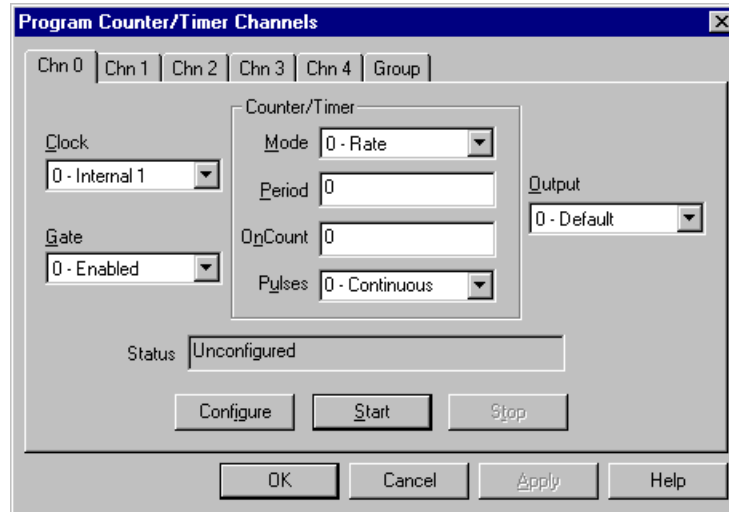 Program Counter/Timer Channels
Chn 0 Chn 1 Chn 2 Chn 3 Chn 4 Group
Counter/Timer
Clock
0 - Internal 1
Gate
0 - Enabled
Mode 0 - Rate
Period 0
OnCount 0
Pulses 0 - Continuous
Output
0 - Default
Status Unconfigured
Configure Start Stop
OK Cancel Apply Help